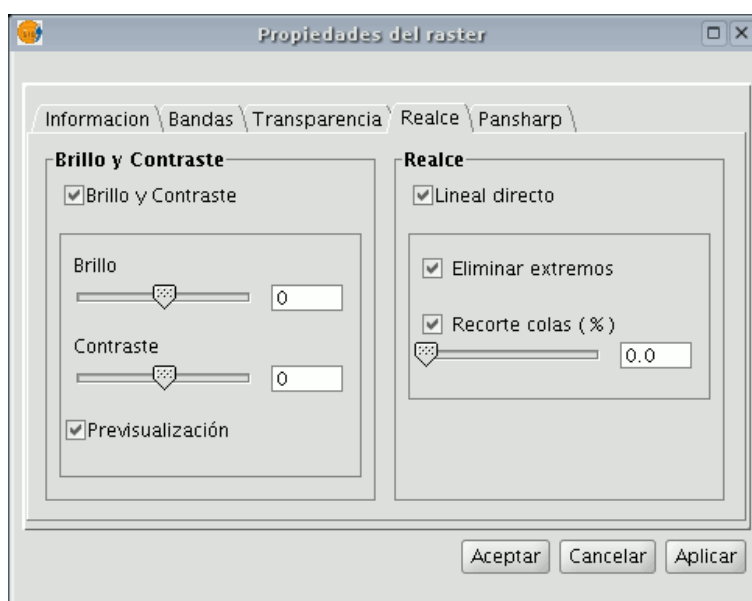 Propiedades del raster
Informacion Bandas Transparencia Realce Pansharp
Brillo y Contraste
Brillo y Contraste
Brillo
0
Contraste
0
Previsualización
Realce
Lineal directo
Eliminar extremos
Recorte colas (%)
0.0
Aceptar Cancelar Aplicar